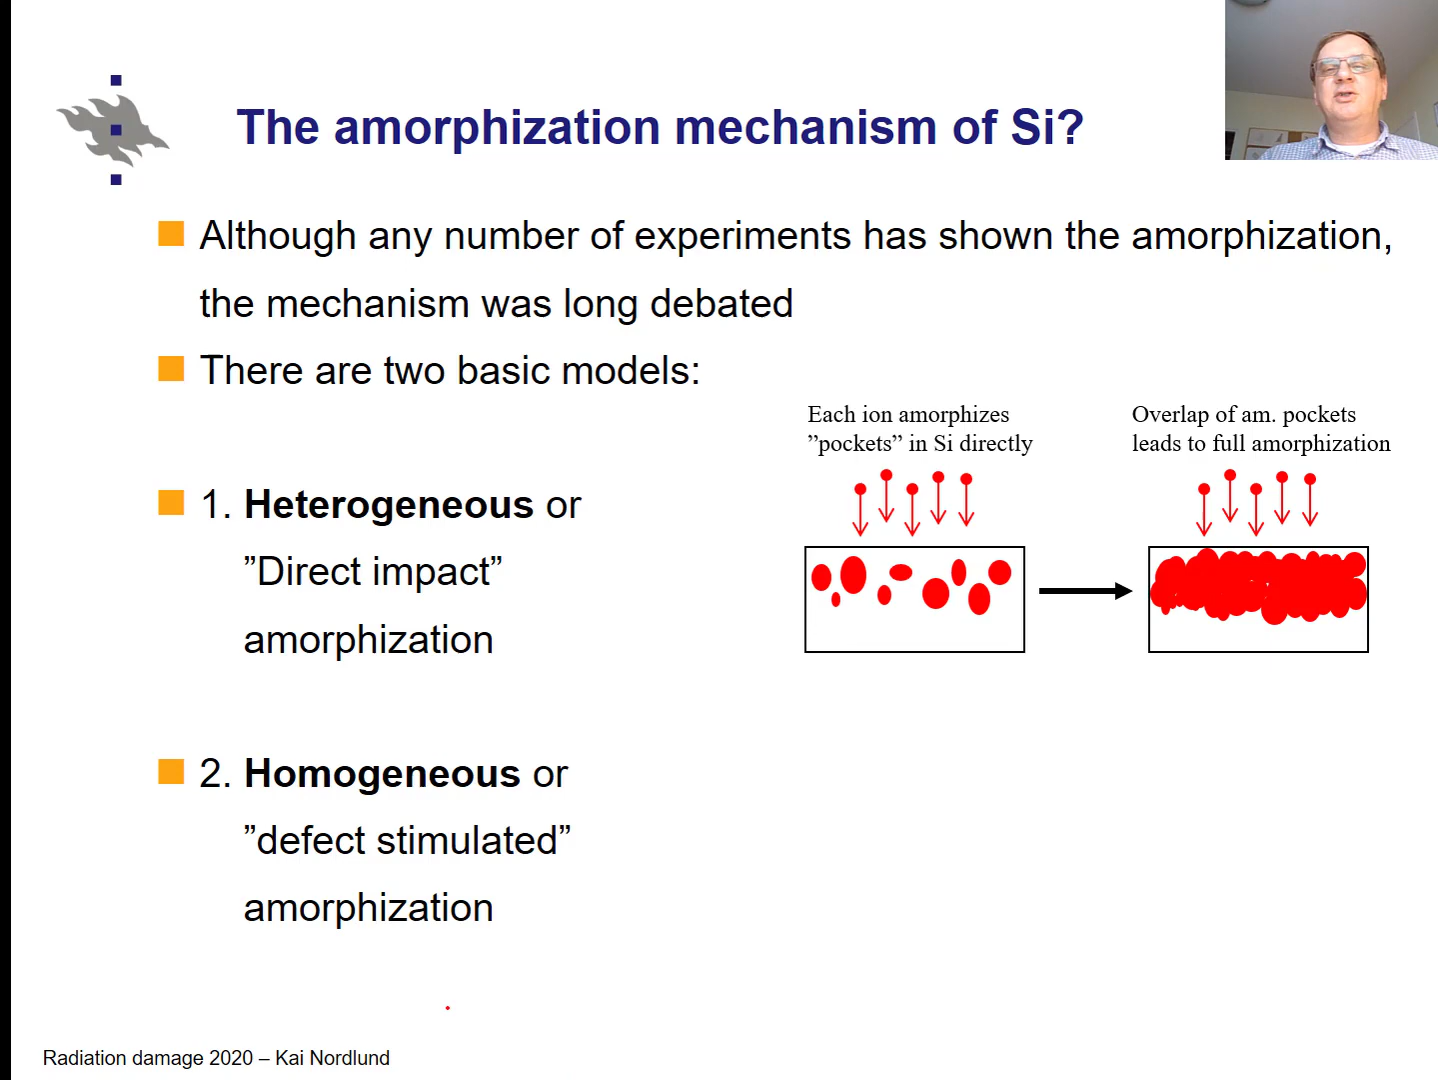 The amorphization mechanism of Si?
Although any number of experiments has shown the amorphization,
the mechanism was long debated
There are two basic models:
Each ion amorphizes
”pockets” in Si directly
Overlap of am. pockets
leads to full amorphization
1. Heterogeneous or
”Direct impact”
amorphization
2. Homogeneous or
”defect stimulated”
amorphization
Radiation damage 2020 – Kai Nordlund